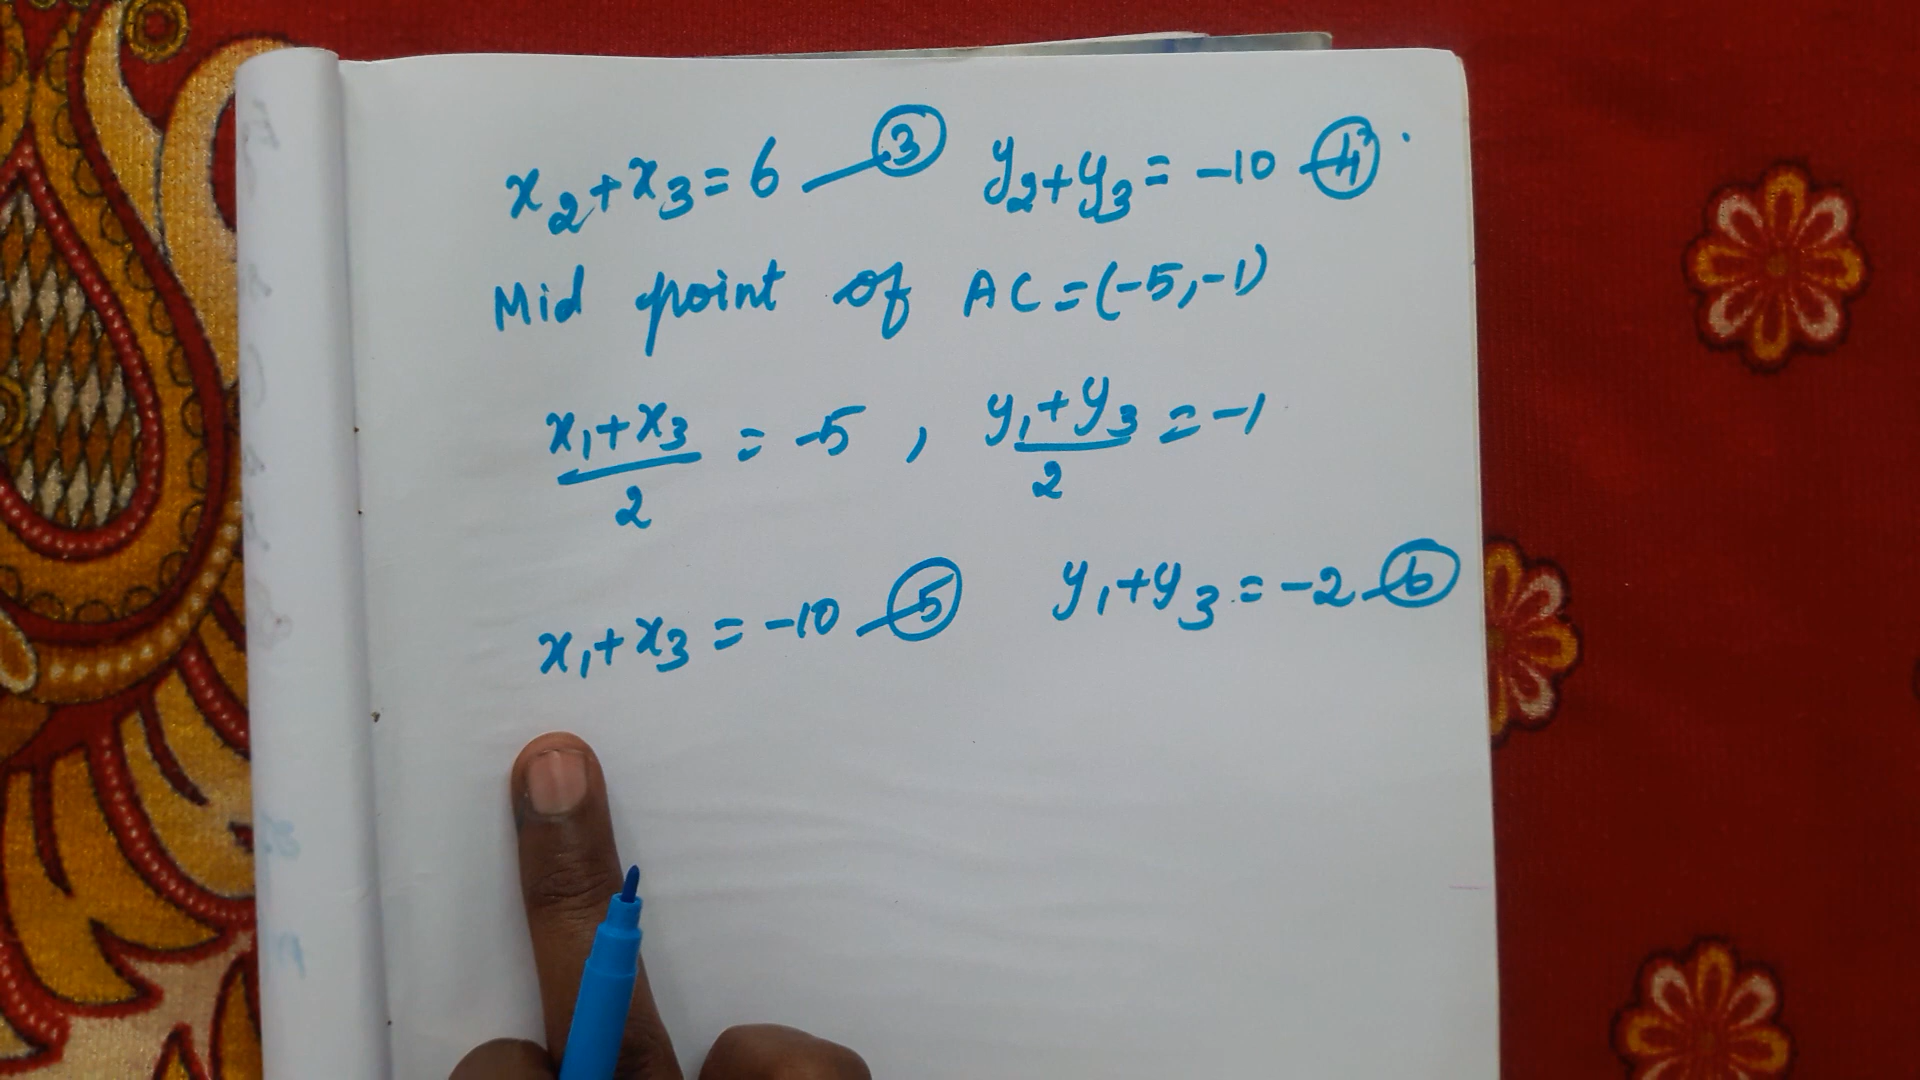 x₂+x₃=6 —③ y₂+y₃=-10 —④
Mid point of AC=(-5,-1)
(x₁+x₃)/2 = -5 , (y₁+y₃)/2 = -1
x₁+x₃=-10 —⑤ y₁+y₃=-2 —⑥